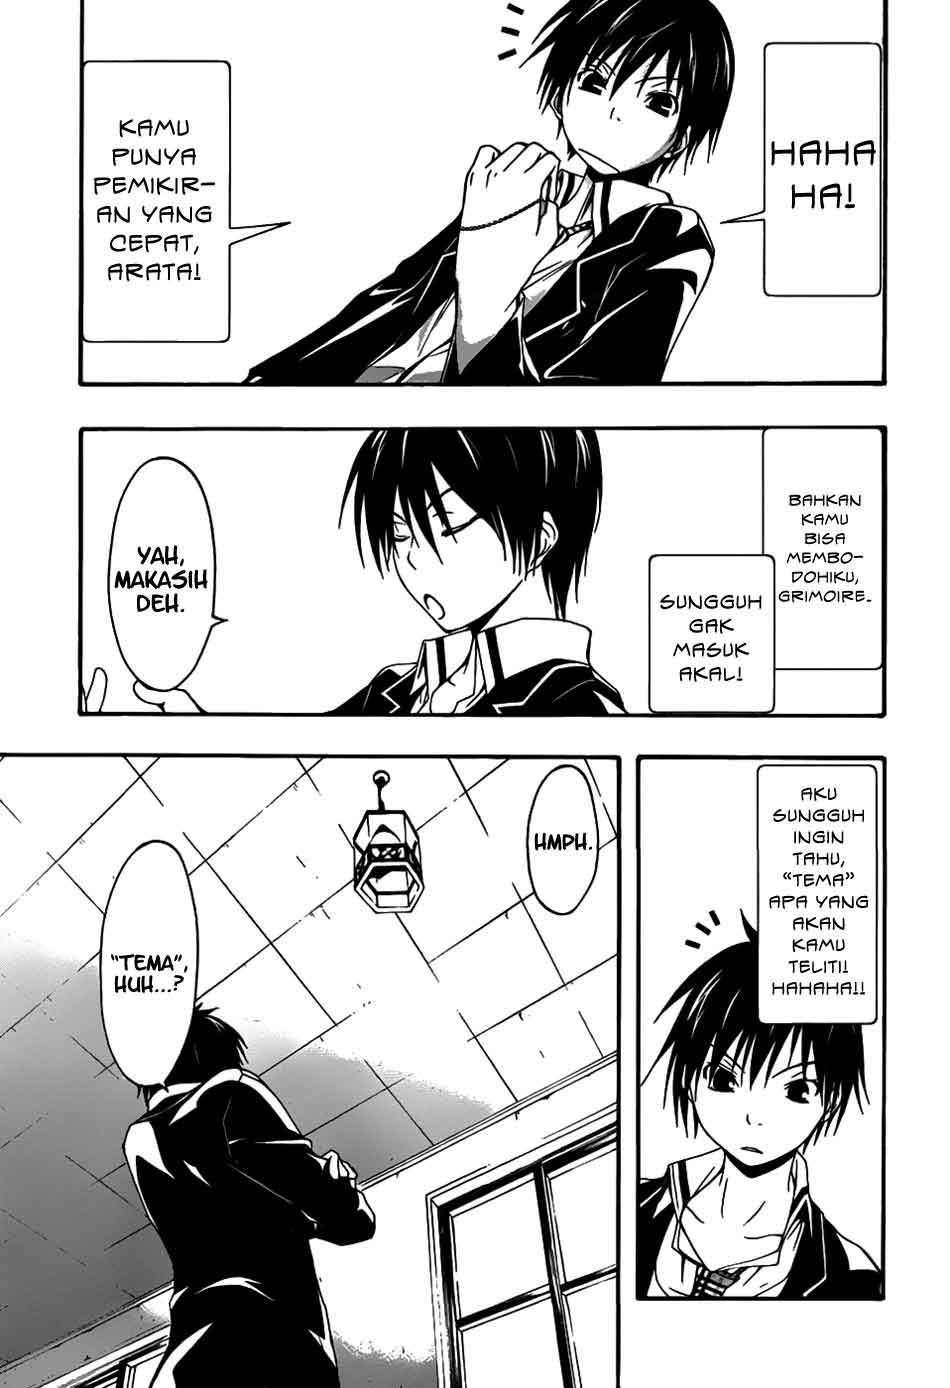 HAHA
HA!
KAMU
PUNYA
PEMIKIR-
AN YANG
CEPAT,
ARATA!
BAHKAN
KAMU
BISA
MEMBO-
DOHIKU,
GRIMOIRE..
SUNGGUH
GAK
MASUK
AKAL!
YAH,
MAKASIH
DEH.
AKU
SUNGGUH
INGIN
TAHU,
"TEMA"
APA YANG
AKAN
KAMU
TELITI!
HAHAHA!!
HMPH.
"TEMA",
HUH...?